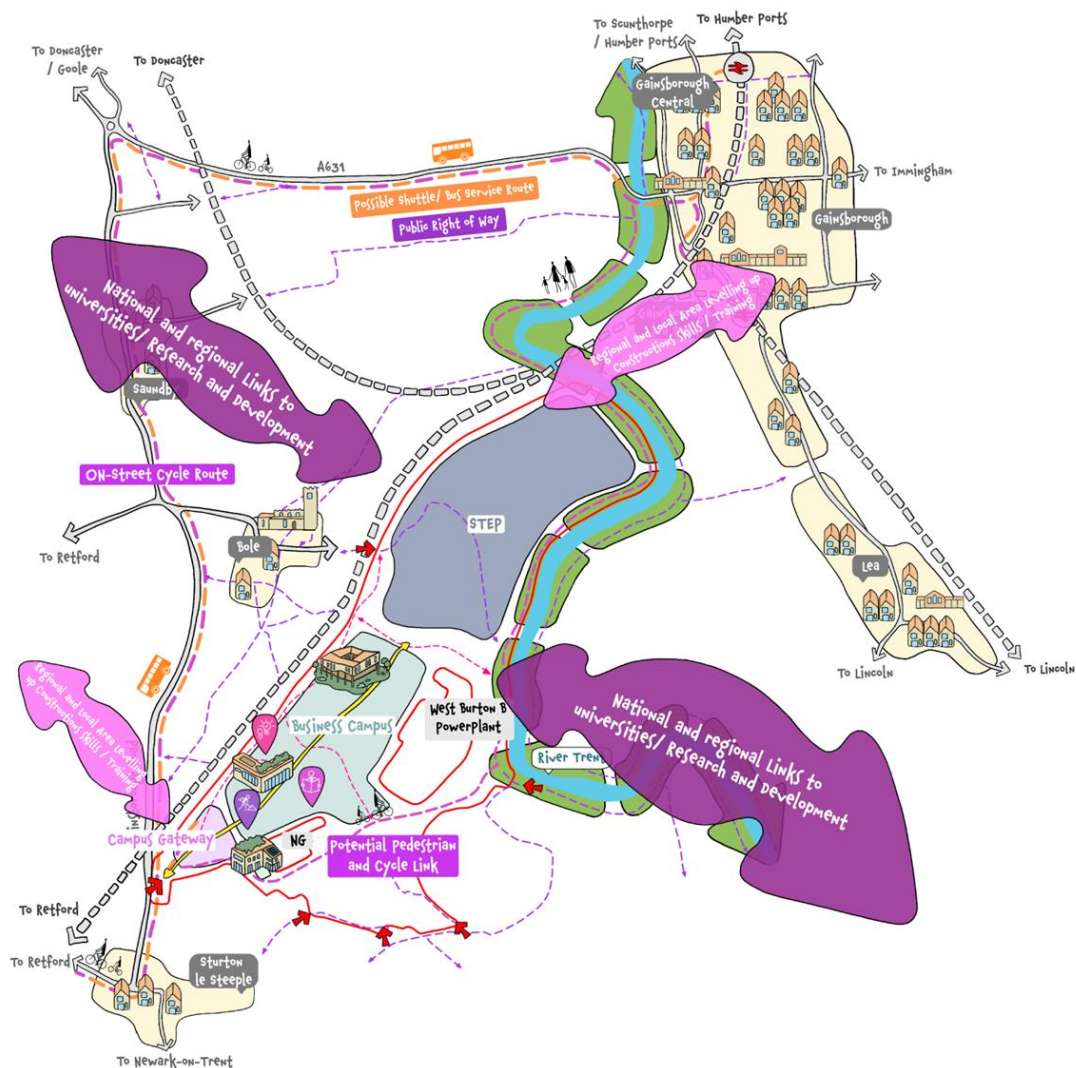 To Scunthorpe
/ Humber Ports
To Humber Ports
To Doncaster
/ Goole
To Doncaster
Gainsborough
Central
A631
To Immingham
Possible Shuttle/ Bus Service Route
Public Right of Way
Gainsborough
National and regional Links to
universities/ Research and Development
Regional and Local Area Levelling up
Constructions Skills / Training
Saundby
ON-Street Cycle Route
STEP
To Retford
Bole
Lea
To Lincoln
To Lincoln
Regional and Local Area Levelling
up Constructions Skills / Training
Business Campus
West Burton B
Powerplant
National and regional Links to
universities/ Research and Development
River Trent
Campus Gateway
NG
Potential Pedestrian
and Cycle Link
To Retford
To Retford
Sturton
le Steeple
To Newark-on-Trent